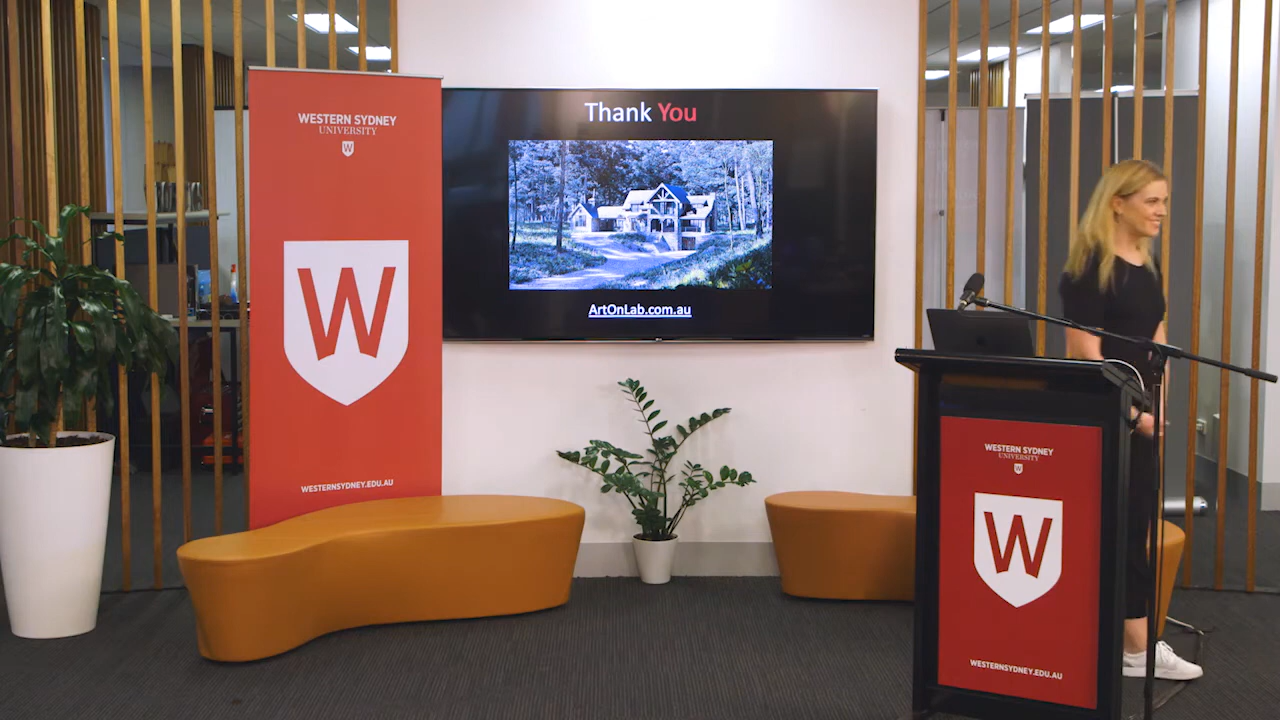 WESTERN SYDNEY
UNIVERSITY
W
W
WESTERNSYDNEY.EDU.AU
Thank You
ArtOnLab.com.au
WESTERN SYDNEY
UNIVERSITY
W
W
WESTERNSYDNEY.EDU.AU